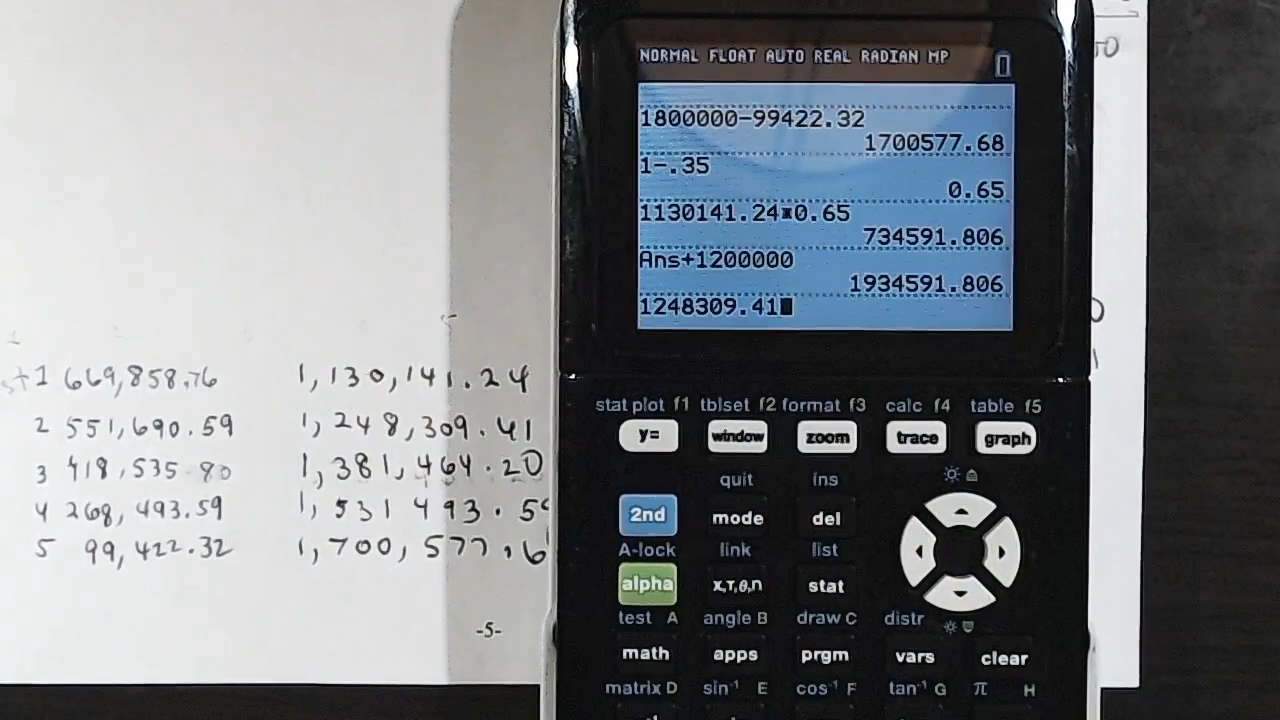 NORMAL FLOAT AUTO REAL RADIAN MP
1800000-99422.32
1700577.68
1-.35
0.65
1130141.24*0.65
734591.806
Ans+1200000
1934591.806
1248309.41
1 669,858.76 1,130,141.24
2 551,690.59 1,248,309.41
3 418,535.80 1,381,464.20
4 268,493.59 1,531 493.5
5 99,422.32 1,700,577.6
-5-
stat plot f1 tblset f2 format f3 calc f4 table f5
y= window zoom trace graph
quit ins
2nd mode del
A-lock link list
alpha X,T,θ,n stat
test A angle B draw C distr
math apps prgm vars clear
matrix D sin-1 E cos-1 F tan-1 G π H